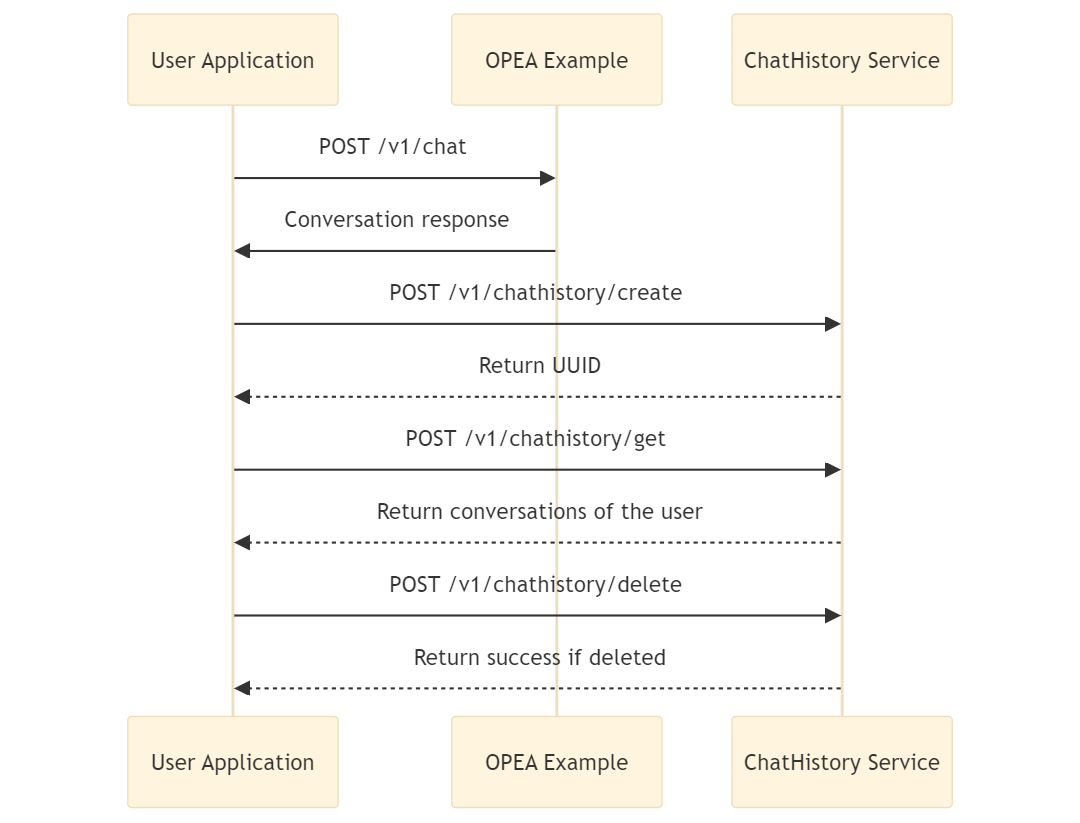 User Application
OPEA Example
ChatHistory Service
POST /v1/chat
Conversation response
POST /v1/chathistory/create
Return UUID
POST /v1/chathistory/get
Return conversations of the user
POST /v1/chathistory/delete
Return success if deleted
User Application
OPEA Example
ChatHistory Service